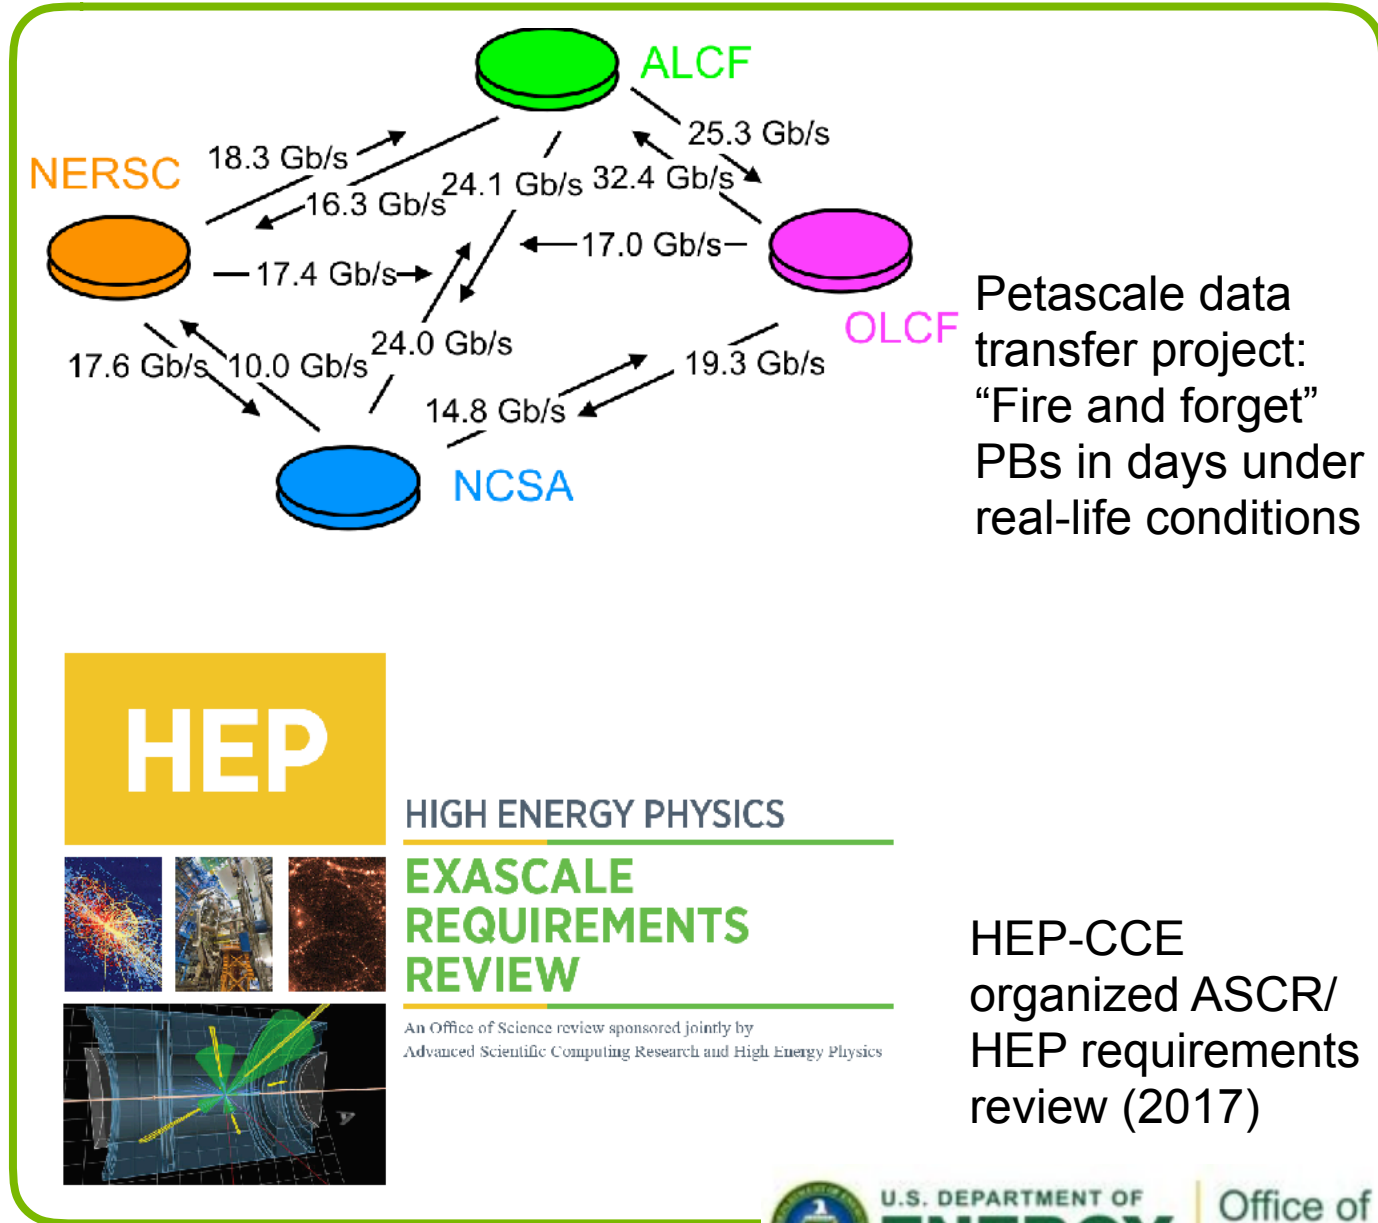 ALCF
25.3 Gb/s
18.3 Gb/s
NERSC
24.1 Gb/s
32.4 Gb/s
16.3 Gb/s
17.0 Gb/s
17.4 Gb/s
OLCF
24.0 Gb/s
17.6 Gb/s
10.0 Gb/s
19.3 Gb/s
14.8 Gb/s
NCSA
Petascale data
transfer project:
“Fire and forget”
PBs in days under
real-life conditions
HEP
HIGH ENERGY PHYSICS
EXASCALE
REQUIREMENTS
REVIEW
An Office of Science review sponsored jointly by
Advanced Scientific Computing Research and High Energy Physics
HEP-CCE
organized ASCR/
HEP requirements
review (2017)
U.S. DEPARTMENT OF
ENERGY
Office of